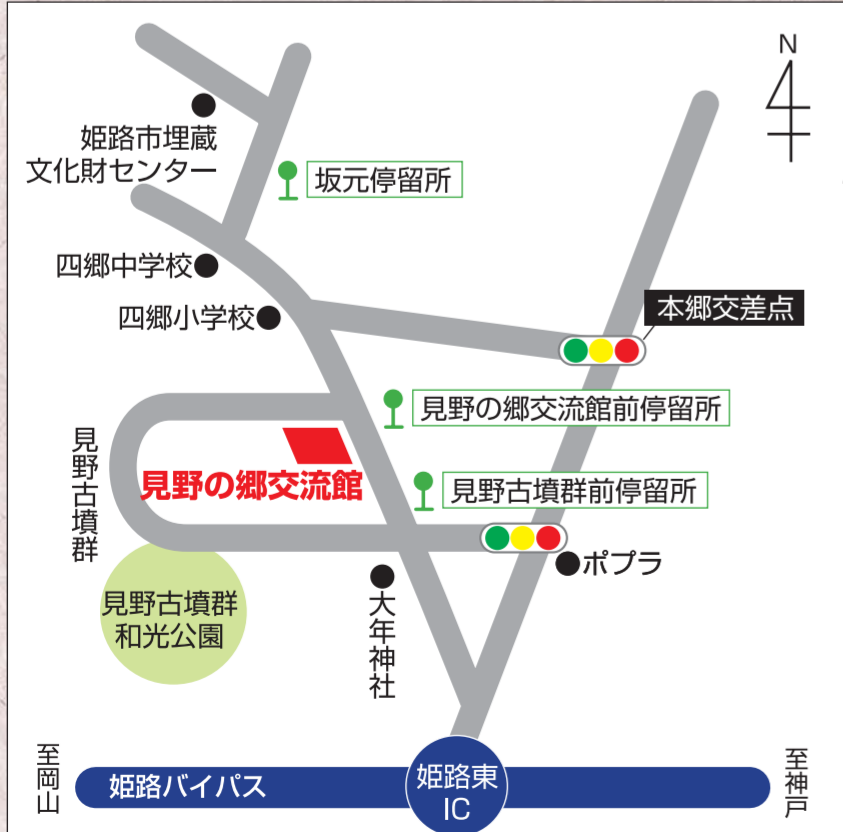 N
姫路市埋蔵
文化財センター
坂元停留所
四郷中学校
四郷小学校
本郷交差点
見野の郷交流館前停留所
見野古墳群
見野の郷交流館
見野古墳群前停留所
ポプラ
見野古墳群
和光公園
大年神社
至岡山
姫路バイパス
姫路東
IC
至神戸